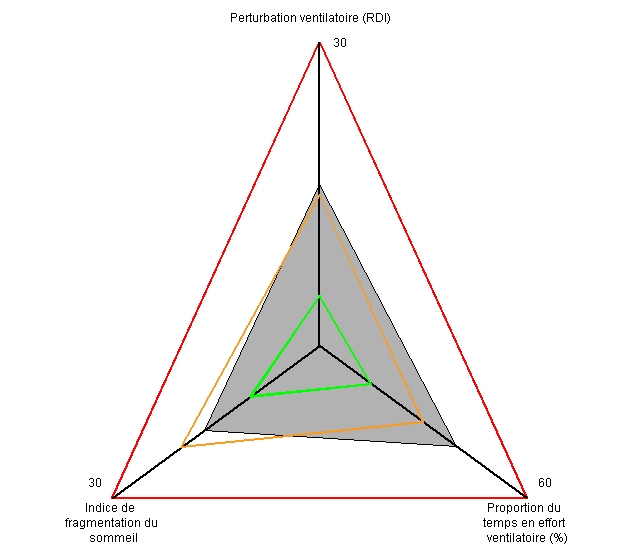 Perturbation ventilatoire (RDI)
30
30
60
Indice de
fragmentation du
sommeil
Proportion du
temps en effort
ventilatoire (%)